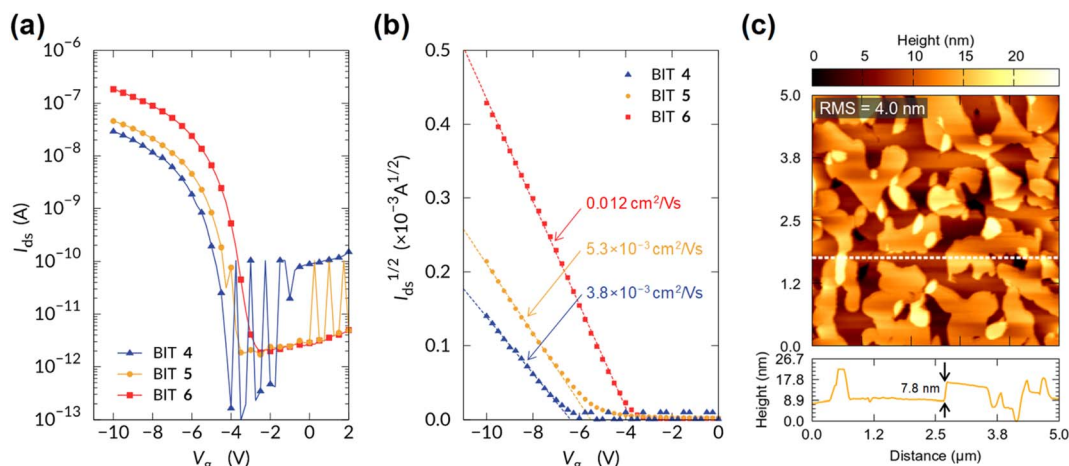 (a)
10⁻⁶
10⁻⁷
10⁻⁸
10⁻⁹
10⁻¹⁰
10⁻¹¹
10⁻¹²
10⁻¹³
I_ds (A)
BIT 4
BIT 5
BIT 6
−10 −8 −6 −4 −2 0 2
V_g (V)
(b)
0.5
0.4
0.3
0.2
0.1
0.0
I_ds^1/2 (×10⁻³A^1/2)
BIT 4
BIT 5
BIT 6
0.012 cm²/Vs
5.3×10⁻³cm²/Vs
3.8×10⁻³cm²/Vs
−10 −8 −6 −4 −2 0
V_g (V)
(c)
Height (nm)
0 5 10 15 20
RMS = 4.0 nm
5.0
3.8
2.5
1.2
0.0
Height (nm)
26.7
17.8
8.9
0.0
7.8 nm
0.0 1.2 2.5 3.8 5.0
Distance (μm)